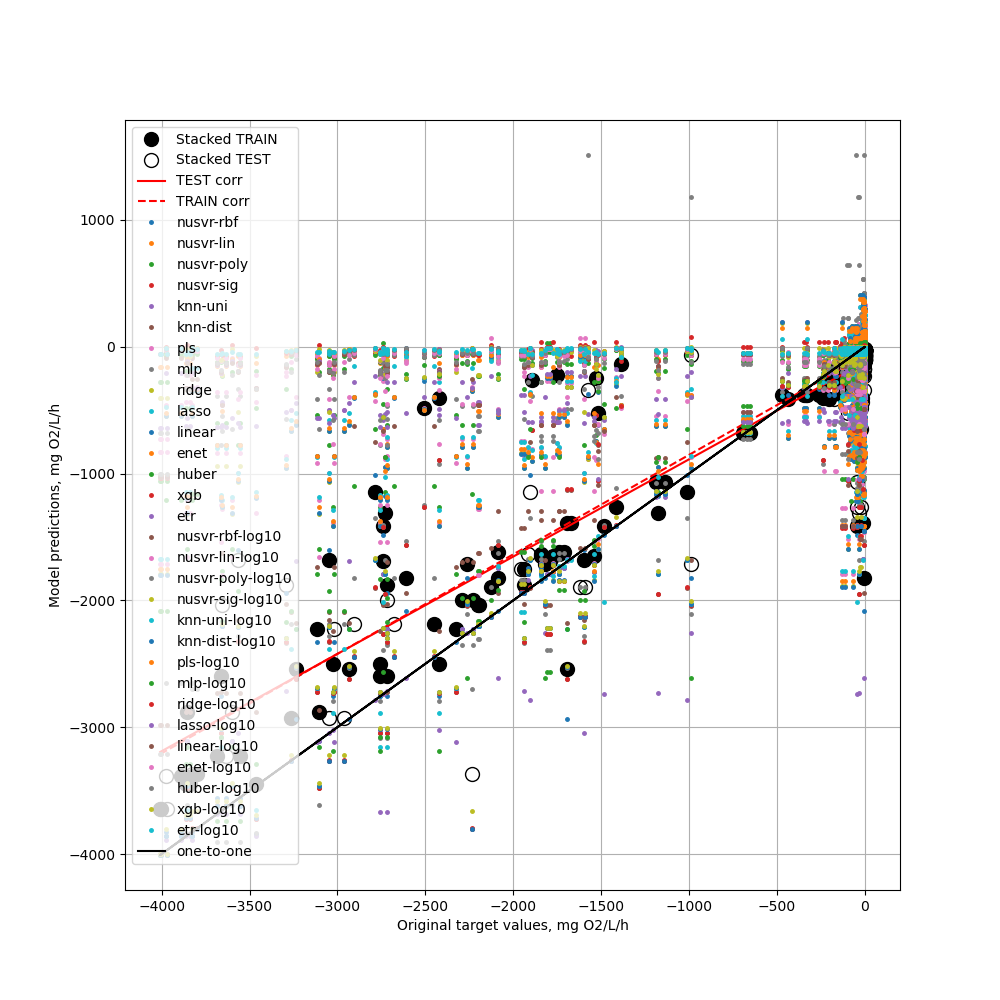 Stacked TRAIN
Stacked TEST
TEST corr
TRAIN corr
nusvr-rbf
nusvr-lin
nusvr-poly
nusvr-sig
knn-uni
knn-dist
pls
mlp
ridge
lasso
linear
enet
huber
xgb
etr
nusvr-rbf-log10
nusvr-lin-log10
nusvr-poly-log10
nusvr-sig-log10
knn-uni-log10
knn-dist-log10
pls-log10
mlp-log10
ridge-log10
lasso-log10
linear-log10
enet-log10
huber-log10
xgb-log10
etr-log10
one-to-one
1000
0
−1000
−2000
−3000
−4000
Model predictions, mg O2/L/h
−4000 −3500 −3000 −2500 −2000 −1500 −1000 −500 0
Original target values, mg O2/L/h